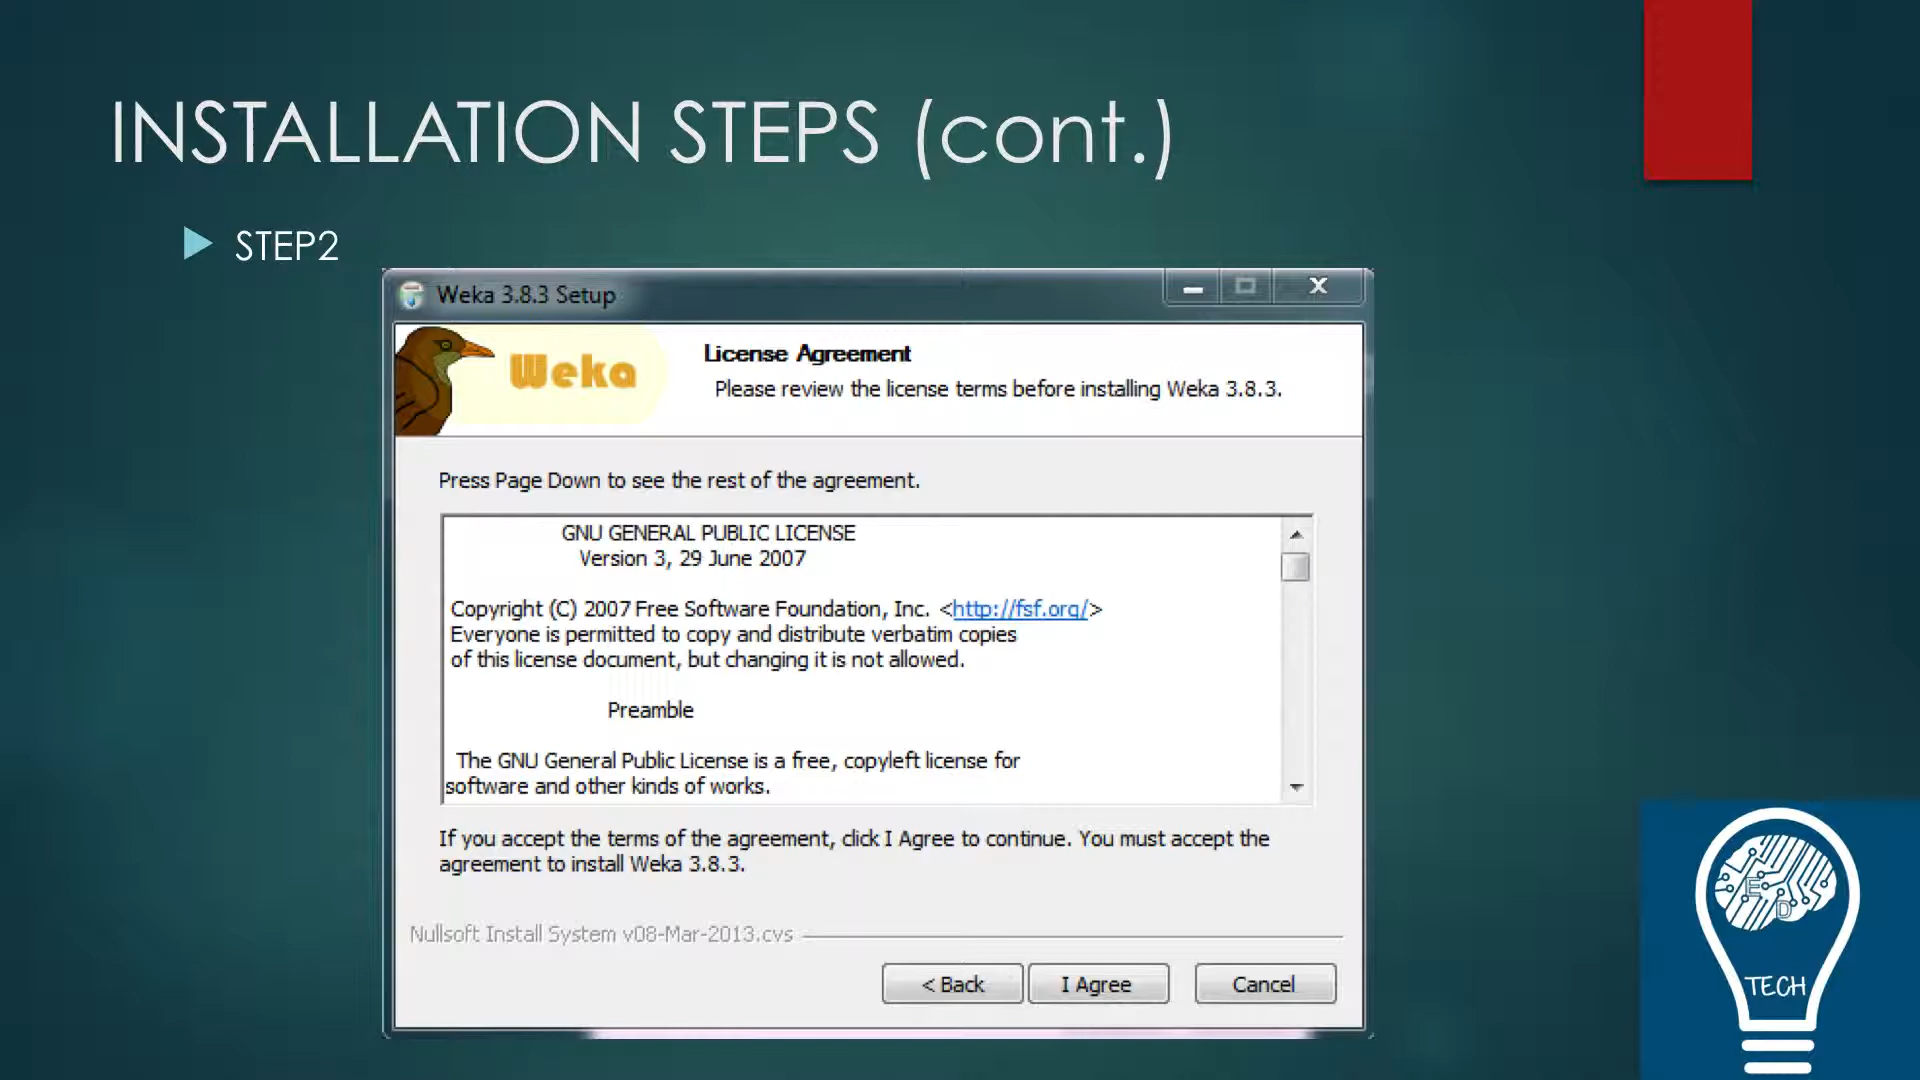 INSTALLATION STEPS (cont.)
STEP2
Weka 3.8.3 Setup
Weka
License Agreement
Please review the license terms before installing Weka 3.8.3.
Press Page Down to see the rest of the agreement.
GNU GENERAL PUBLIC LICENSE
Version 3, 29 June 2007
Copyright (C) 2007 Free Software Foundation, Inc. <http://fsf.org/>
Everyone is permitted to copy and distribute verbatim copies
of this license document, but changing it is not allowed.
Preamble
The GNU General Public License is a free, copyleft license for
software and other kinds of works.
If you accept the terms of the agreement, click I Agree to continue. You must accept the
agreement to install Weka 3.8.3.
Nullsoft Install System v08-Mar-2013.cvs
< Back
I Agree
Cancel
E
D
TECH